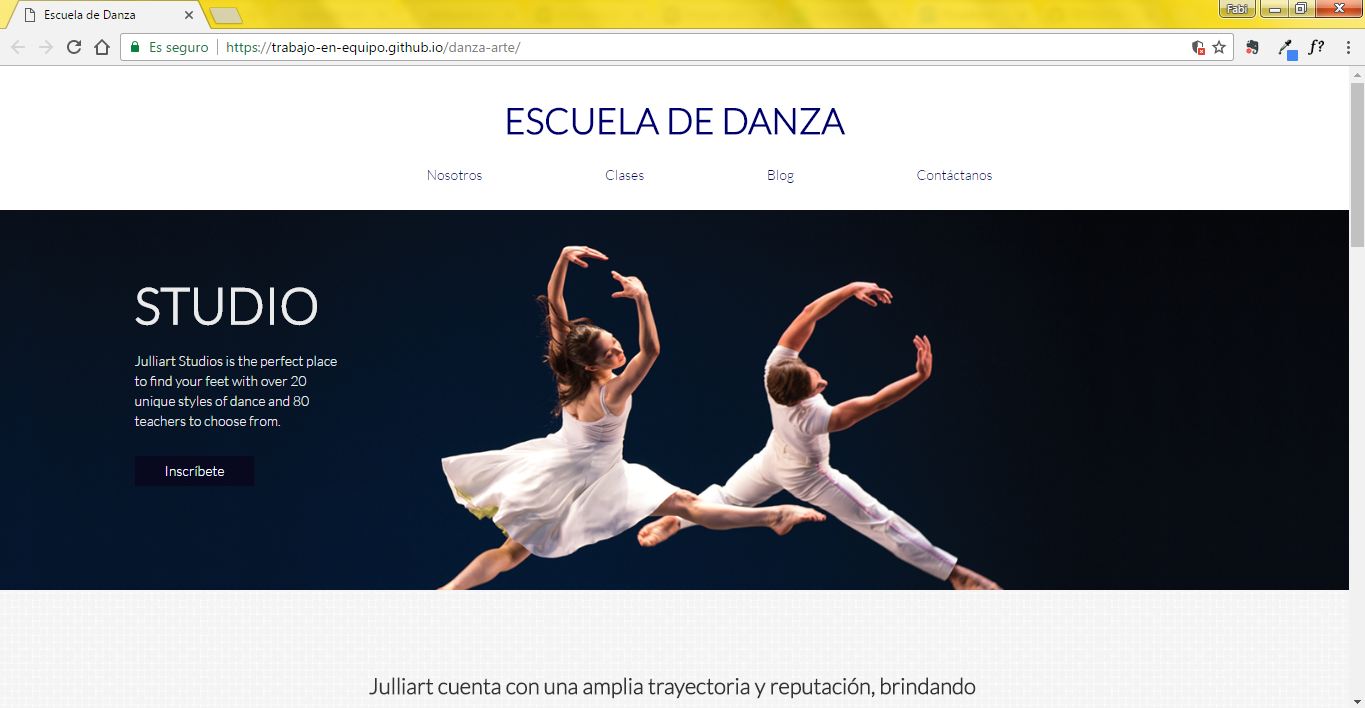 Escuela de Danza
Fabi
Es seguro
https://trabajo-en-equipo.github.io/danza-arte/
f?
ESCUELA DE DANZA
Nosotros Clases Blog Contáctanos
STUDIO
Julliart Studios is the perfect place
to find your feet with over 20
unique styles of dance and 80
teachers to choose from.
Inscríbete
Julliart cuenta con una amplia trayectoria y reputación, brindando